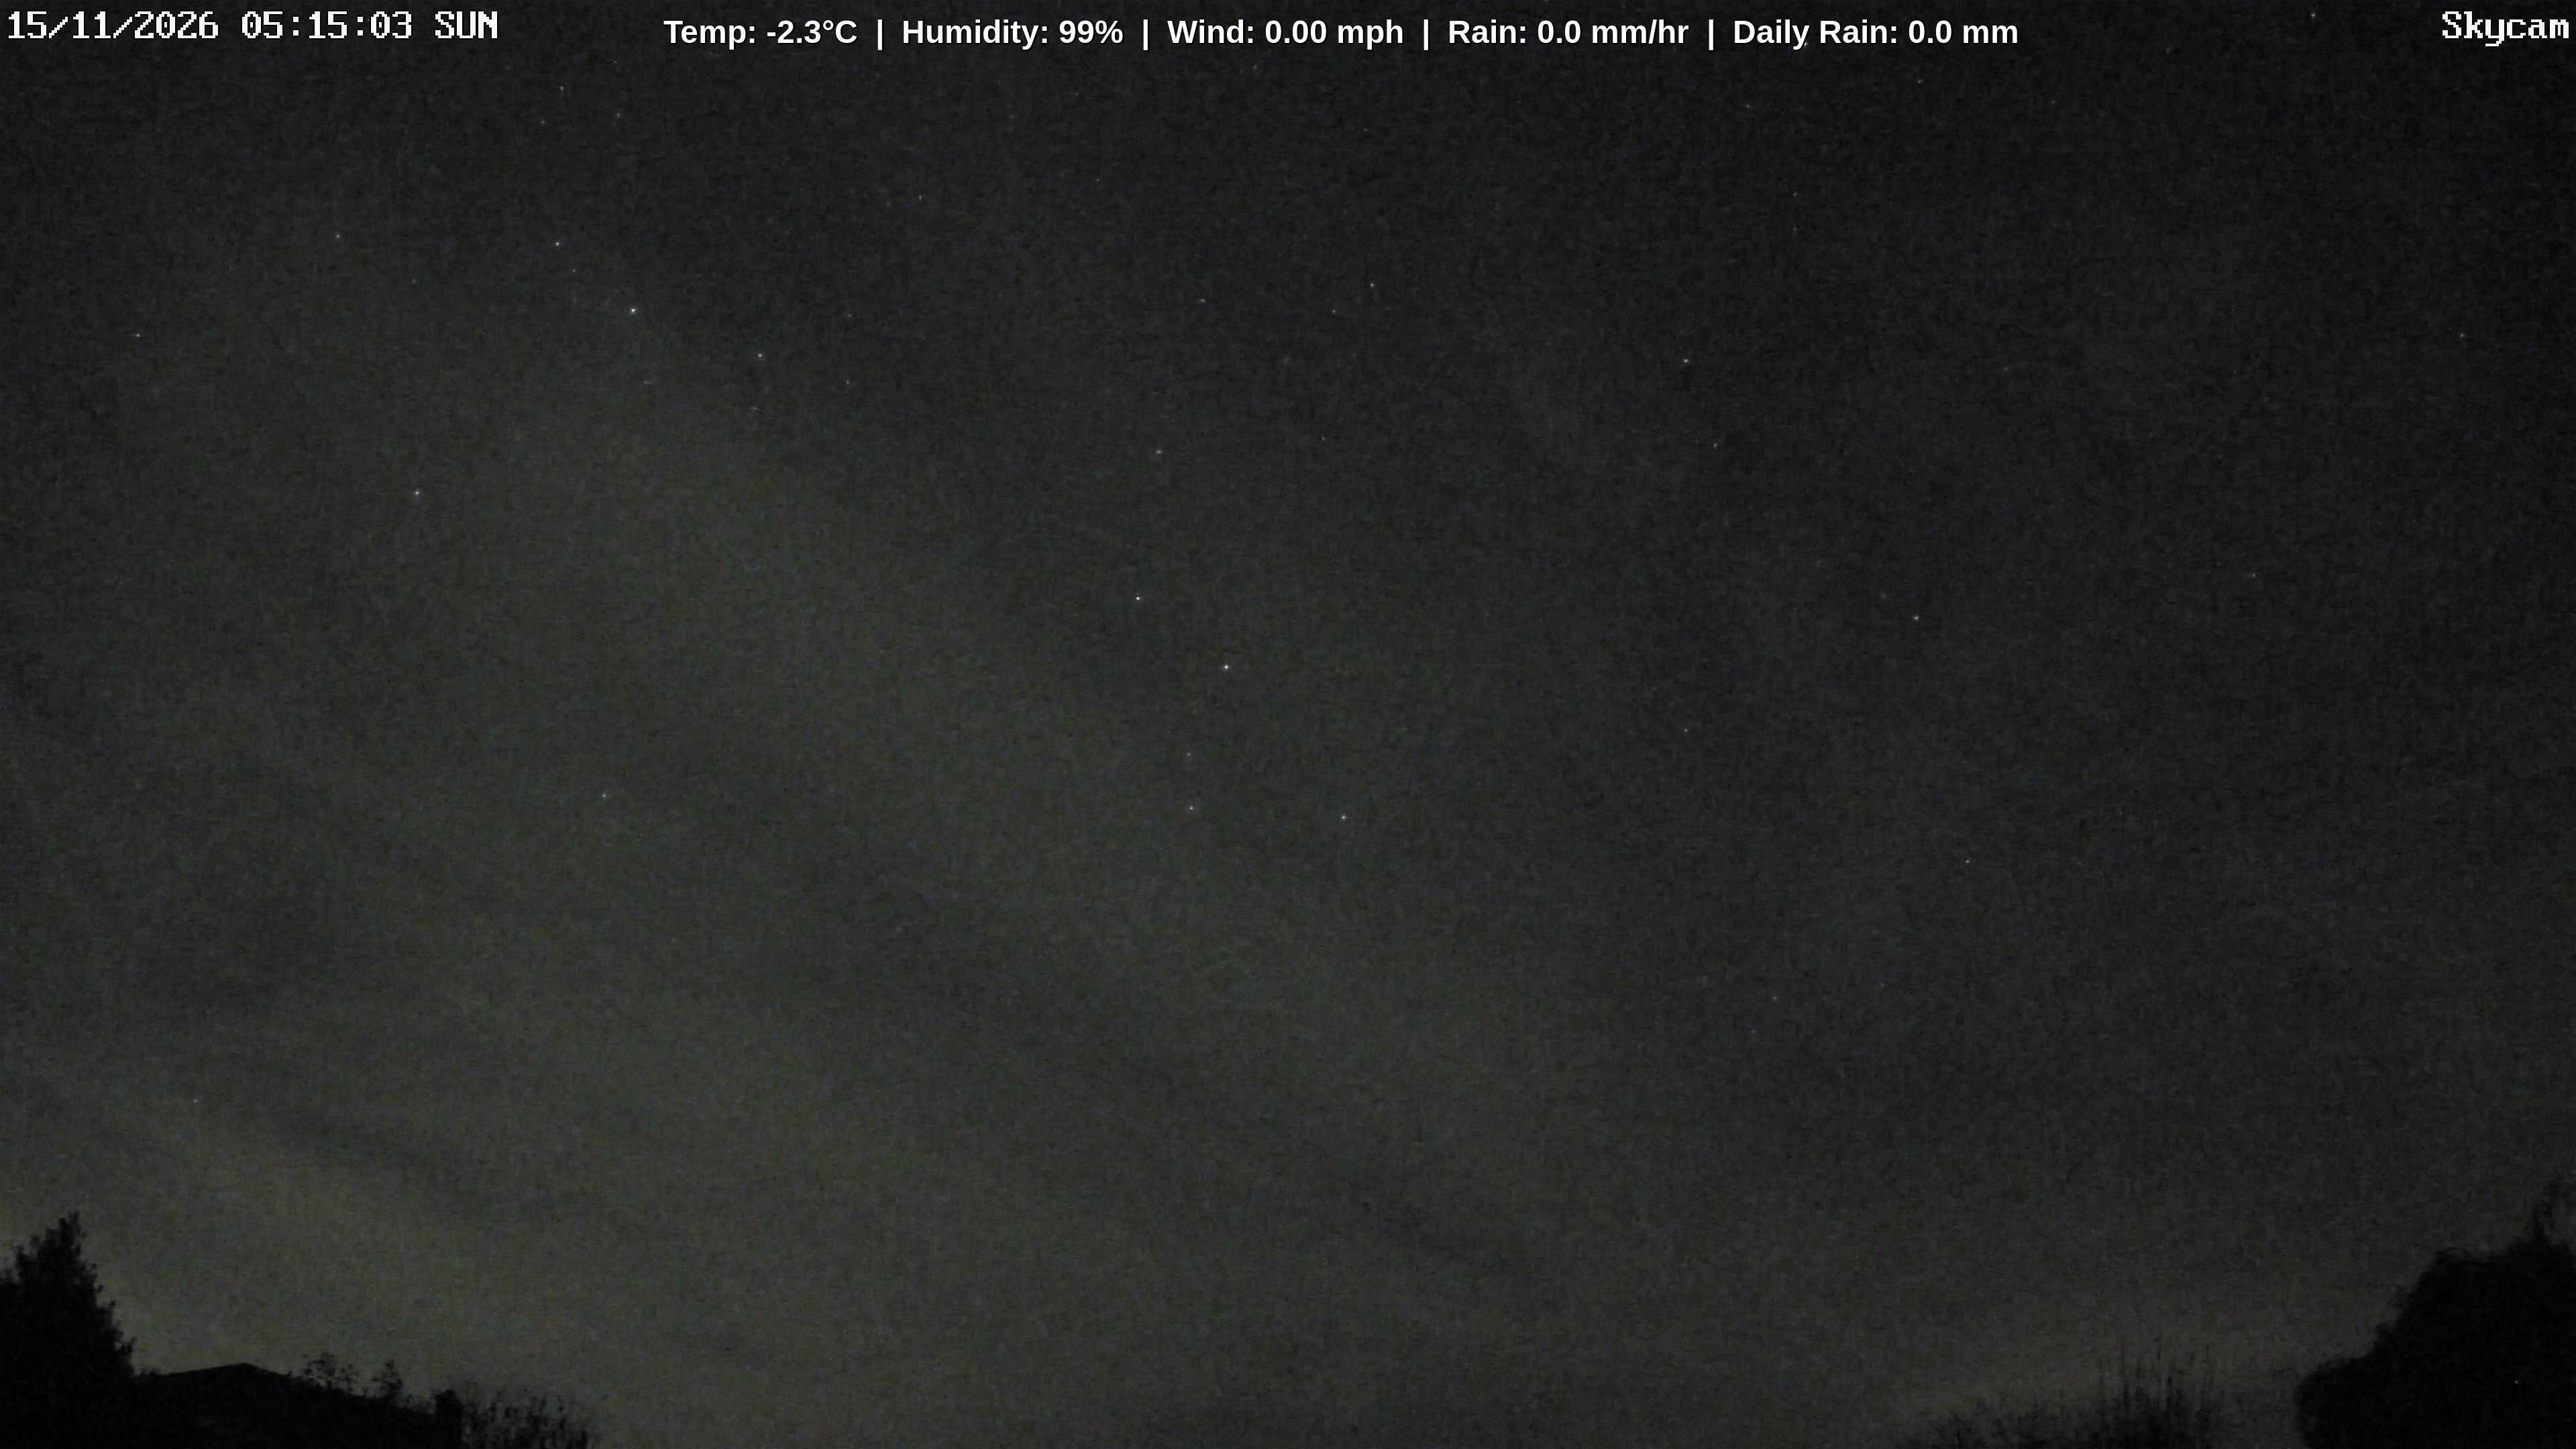 15/11/2026 05:15:03 SUN
Temp: -2.3°C | Humidity: 99% | Wind: 0.00 mph | Rain: 0.0 mm/hr | Daily Rain: 0.0 mm
Skycam